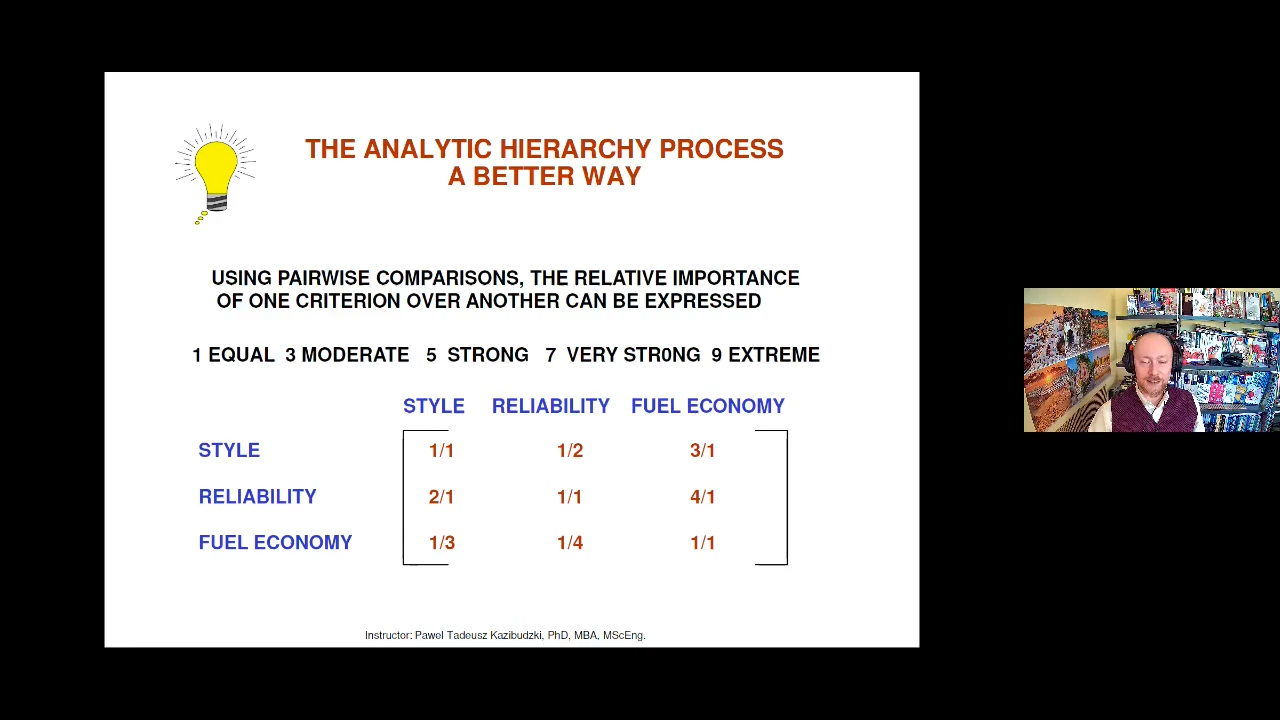 THE ANALYTIC HIERARCHY PROCESS
A BETTER WAY
USING PAIRWISE COMPARISONS, THE RELATIVE IMPORTANCE
OF ONE CRITERION OVER ANOTHER CAN BE EXPRESSED
1 EQUAL 3 MODERATE 5 STRONG 7 VERY STR0NG 9 EXTREME
STYLE RELIABILITY FUEL ECONOMY
STYLE 1/1 1/2 3/1
RELIABILITY 2/1 1/1 4/1
FUEL ECONOMY 1/3 1/4 1/1
Instructor: Pawel Tadeusz Kazibudzki, PhD, MBA, MScEng.